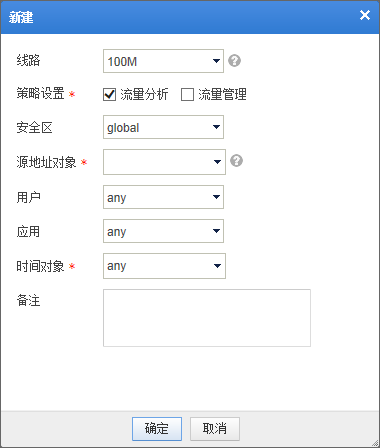 新建
线路 100M
策略设置 * 流量分析 流量管理
安全区 global
源地址对象 *
用户 any
应用 any
时间对象 * any
备注
确定 取消